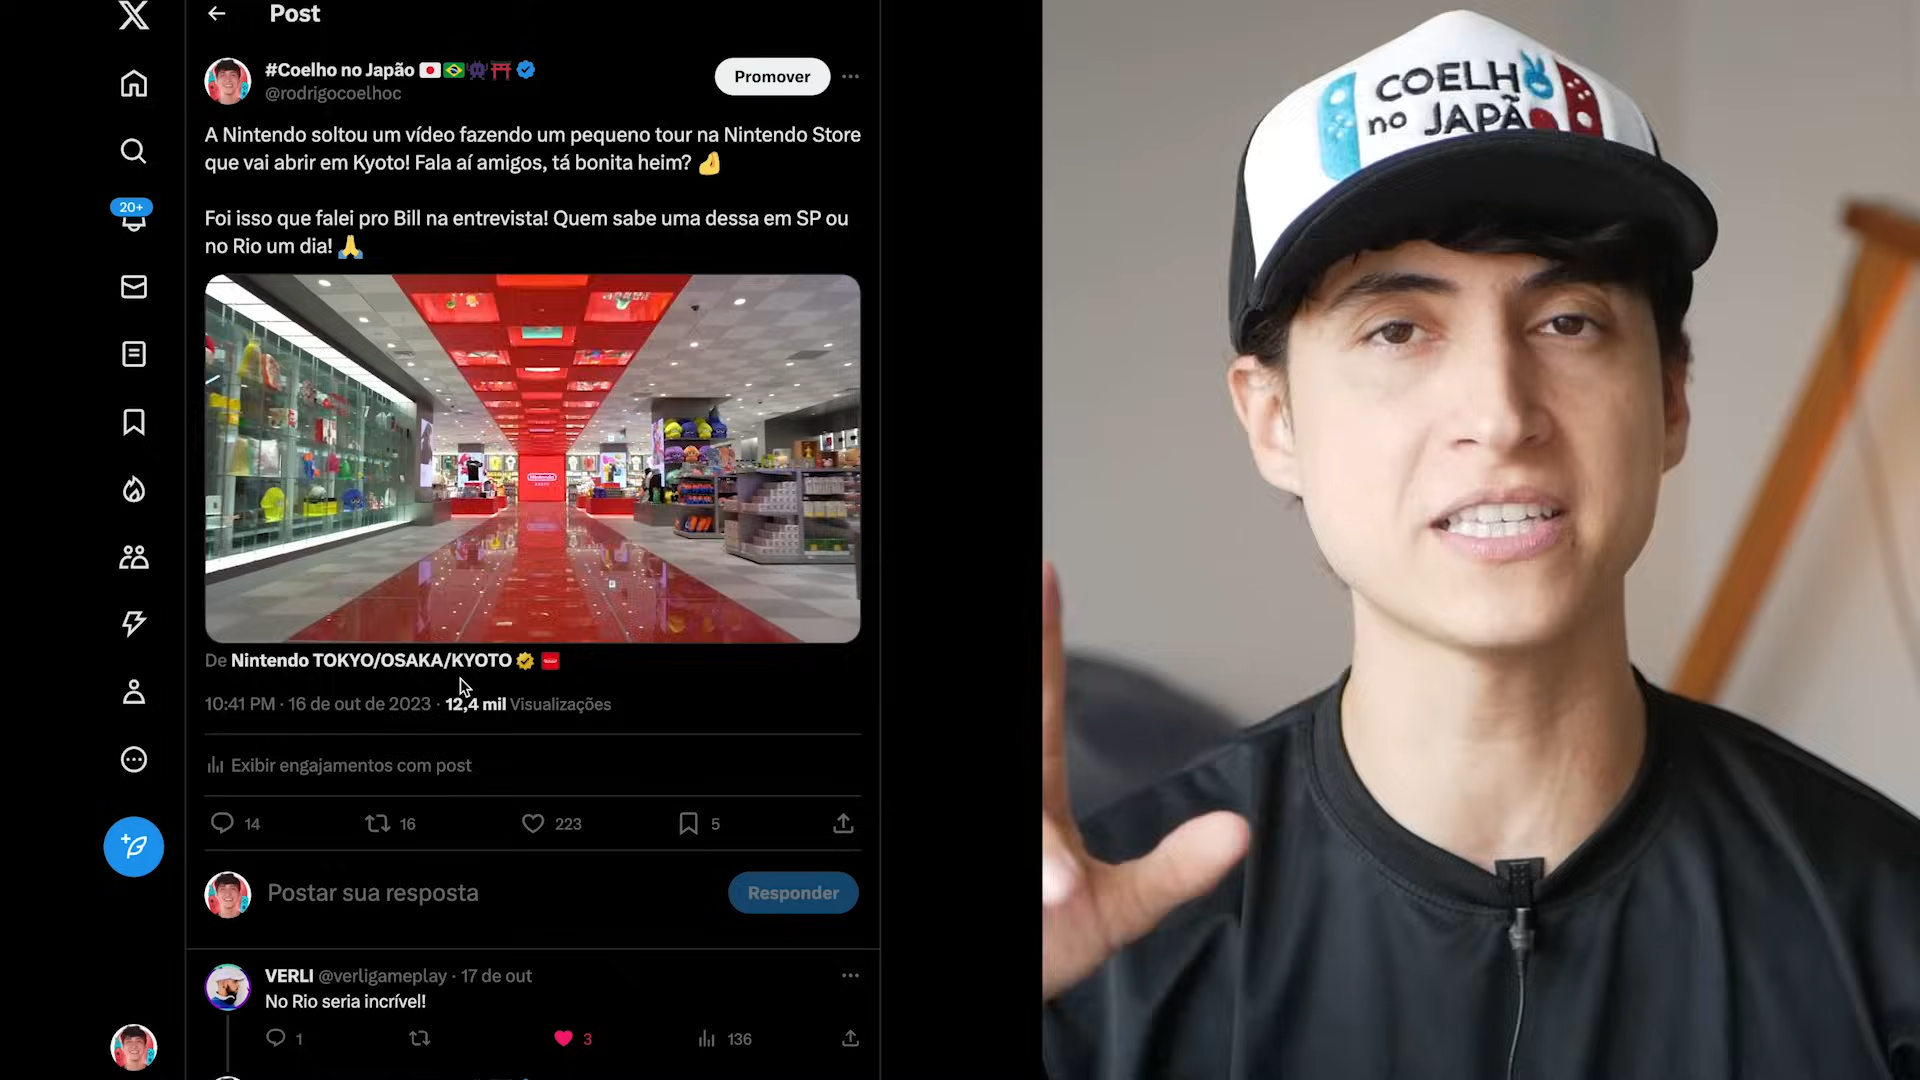 Post
#Coelho no Japão
@rodrigocoelhoc
Promover
A Nintendo soltou um vídeo fazendo um pequeno tour na Nintendo Store
que vai abrir em Kyoto! Fala aí amigos, tá bonita heim?
Foi isso que falei pro Bill na entrevista! Quem sabe uma dessa em SP ou
no Rio um dia!
Nintendo
De Nintendo TOKYO/OSAKA/KYOTO
10:41 PM · 16 de out de 2023 · 12,4 mil Visualizações
Exibir engajamentos com post
14 16 223 5
Postar sua resposta
Responder
VERLI @verligameplay · 17 de out
No Rio seria incrível!
1 3 136
20+
COELHO
no JAPÃO